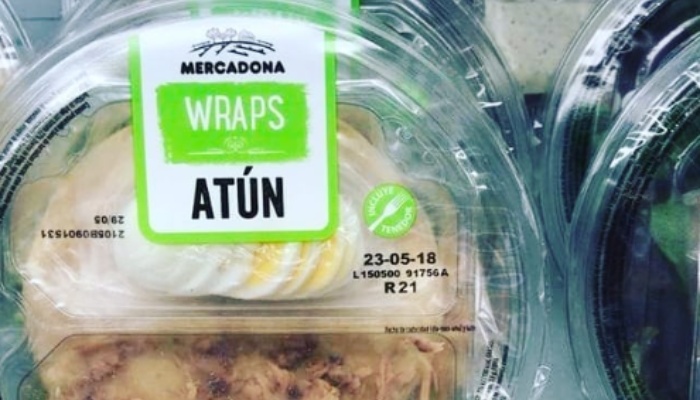 MERCADONA
WRAPS
ATÚN
INCLUYE
TENEDOR
29/05
2105B0901531
23-05-18
L150500 91756A
R21